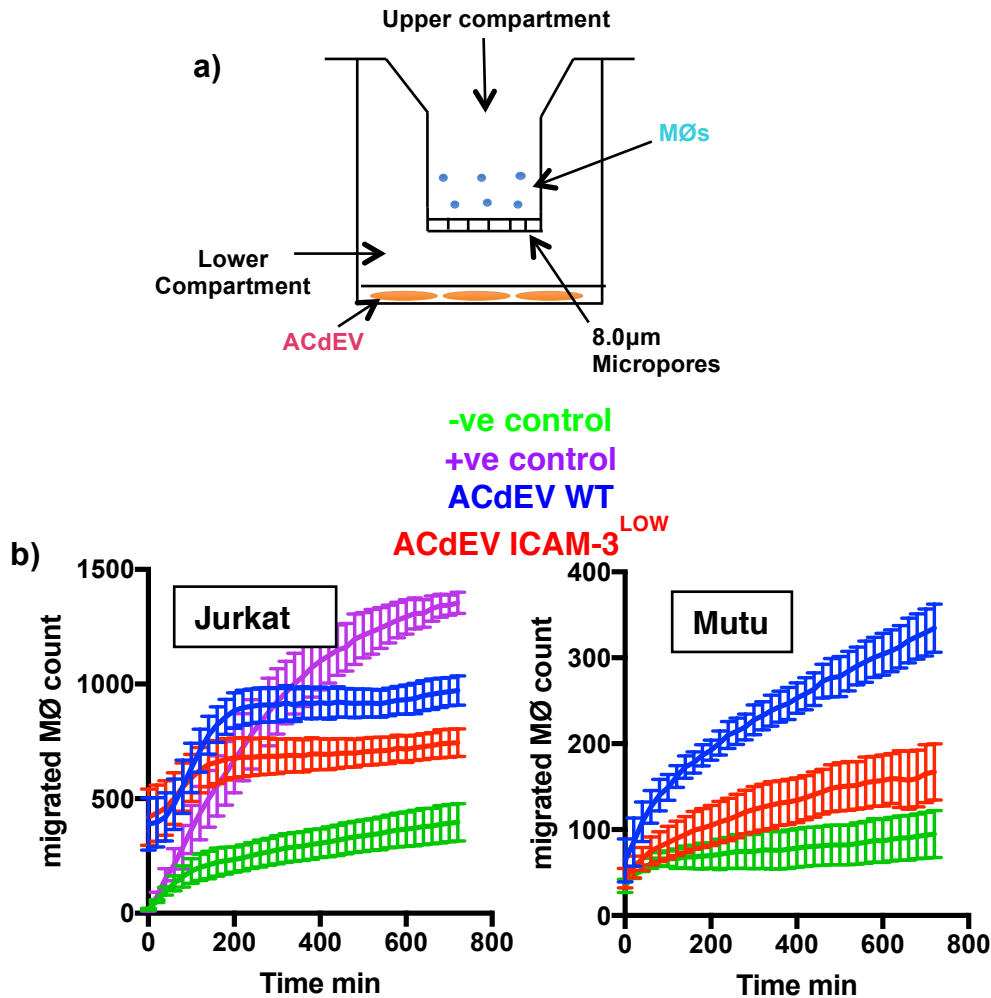 Upper compartment
a)
MØs
Lower
Compartment
ACdEV
8.0µm
Micropores
-ve control
+ve control
ACdEV WT
ACdEV ICAM-3LOW
b)
1500
1000
500
0
migrated MØ count
Jurkat
0 200 400 600 800
Time min
400
300
200
100
0
migrated MØ count
Mutu
0 200 400 600 800
Time min